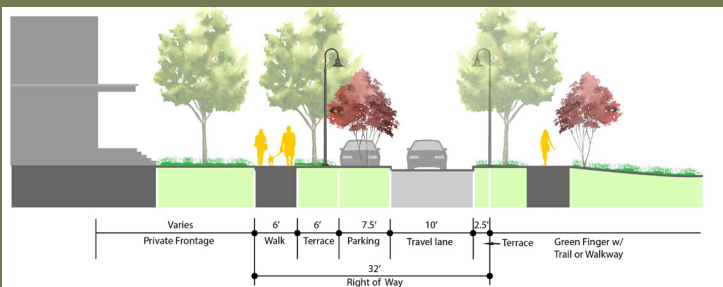 Varies 6' 6' 7.5' 10' 2.5'
Private Frontage Walk Terrace Parking Travel lane Terrace Green Finger w/
Trail or Walkway
32'
Right of Way